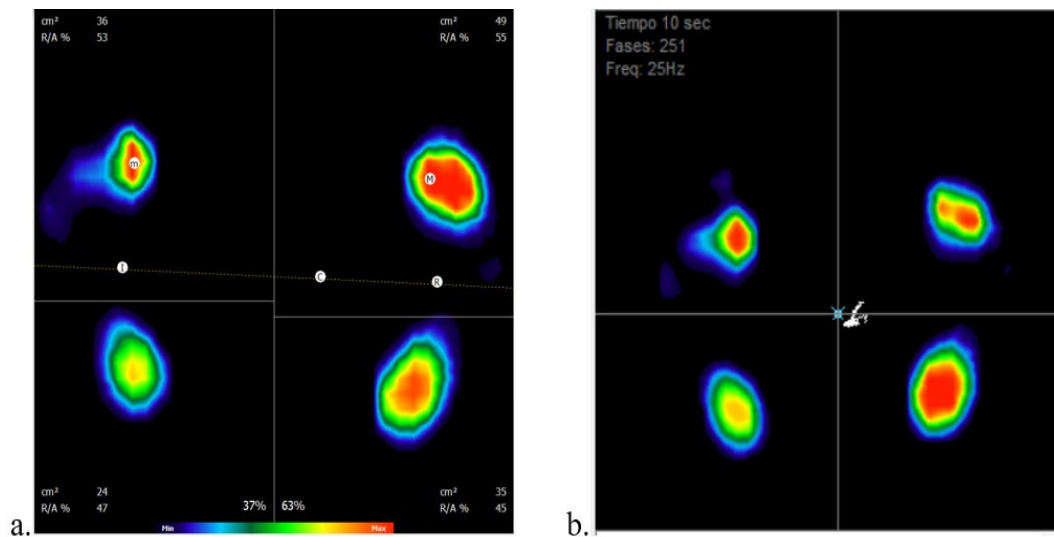 cm² 36
R/A % 53
cm² 49
R/A % 55
m
M
I
C
R
cm² 24
R/A % 47
37% 63%
cm² 35
R/A % 45
Min
Max
a.
Tiempo 10 sec
Fases: 251
Freq: 25Hz
b.